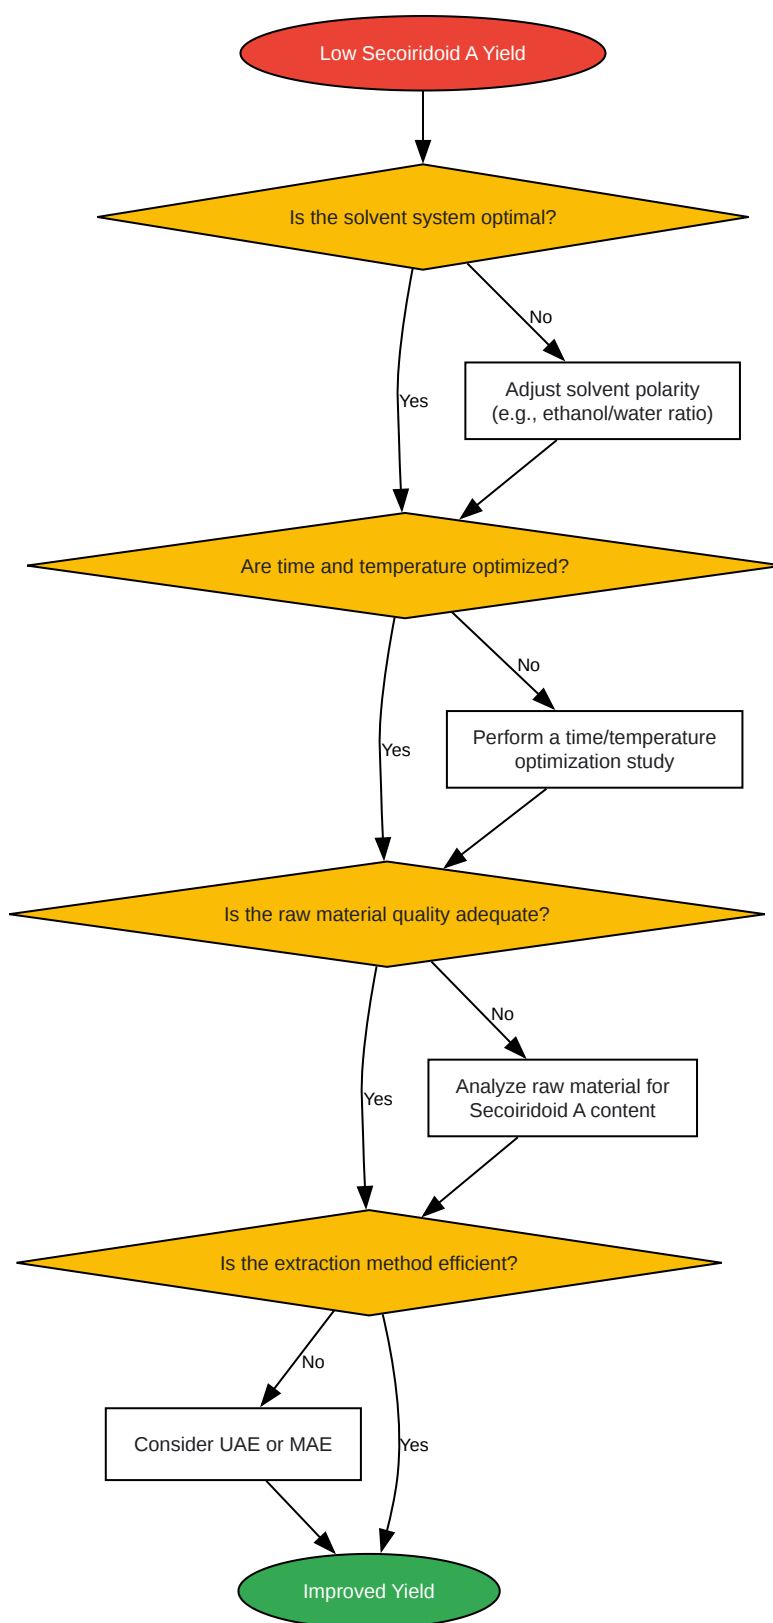 Low Secoiridoid A Yield
Is the solvent system optimal?
No
Adjust solvent polarity
(e.g., ethanol/water ratio)
Yes
Are time and temperature optimized?
No
Perform a time/temperature
optimization study
Yes
Is the raw material quality adequate?
No
Analyze raw material for
Secoiridoid A content
Yes
Is the extraction method efficient?
No
Consider UAE or MAE
Yes
Improved Yield